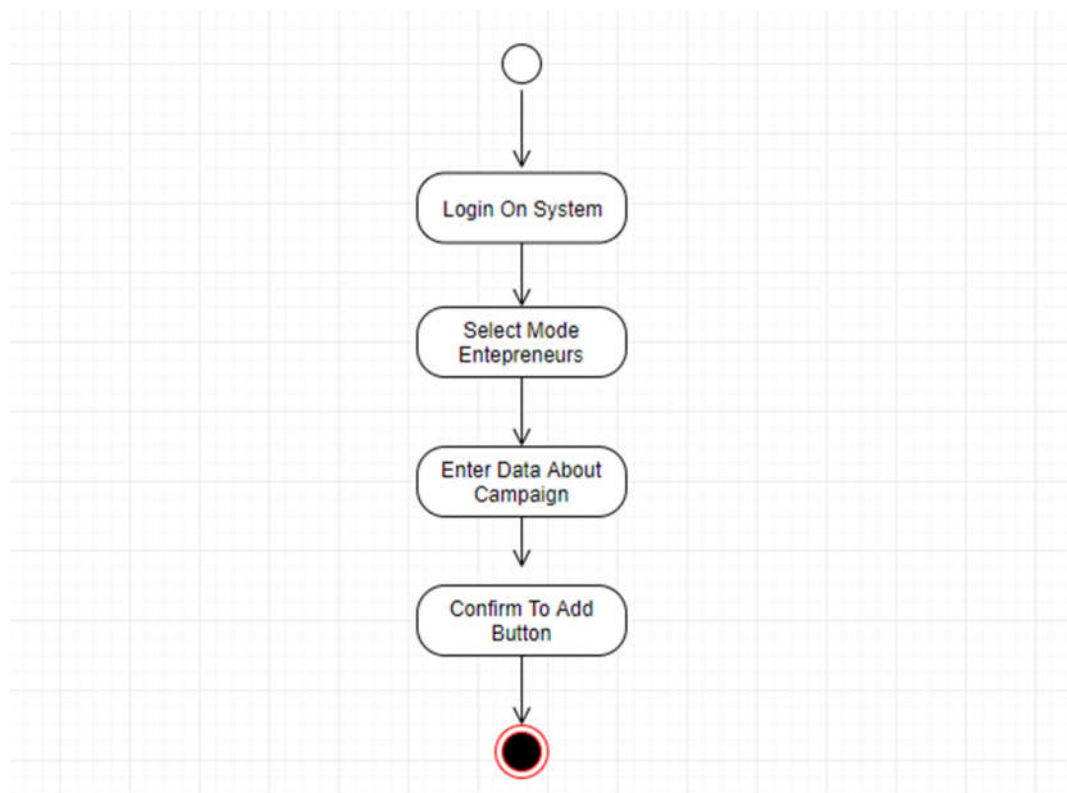 Login On System
Select Mode
Entepreneurs
Enter Data About
Campaign
Confirm To Add
Button